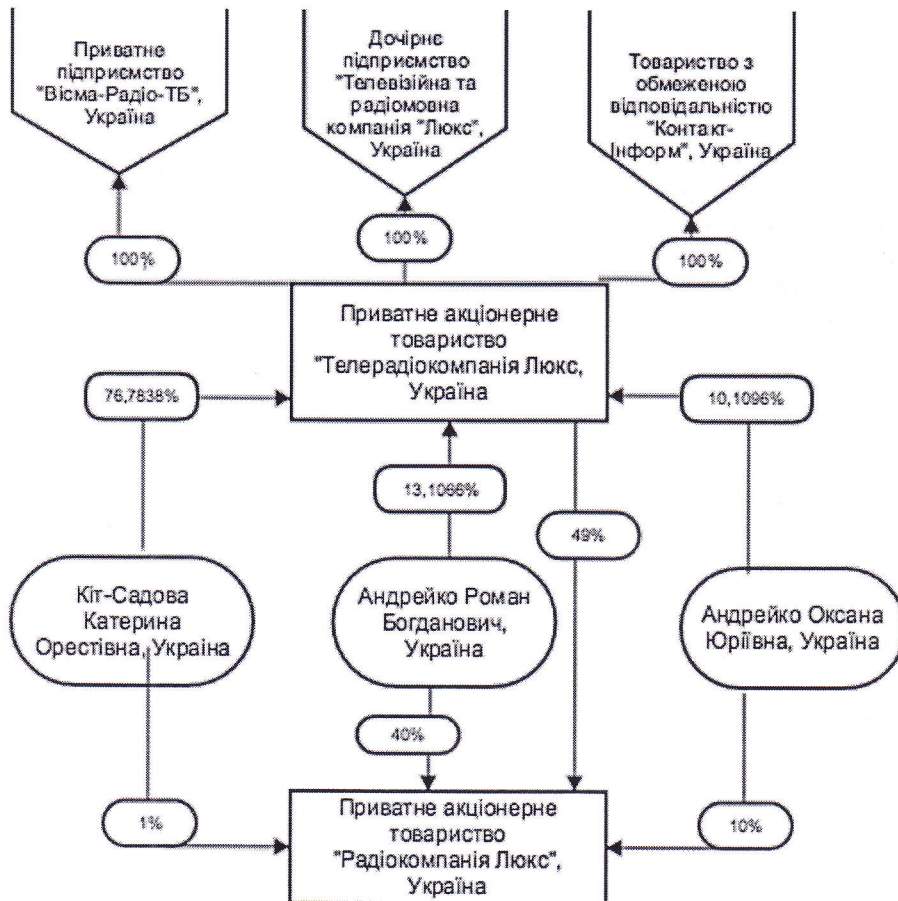 Приватне
підприємство
"Вісма-Радіо-ТБ",
Україна
Дочірнє
підприємство
"Телевізійна та
радіомовна
компанія "Люкс",
Україна
Товариство з
обмеженою
відповідальністю
"Контакт-
Інформ", Україна
100%
100%
100%
Приватне акціонерне
товариство
"Телерадіокомпанія Люкс,
Україна
76,7838%
10,1096%
13,1066%
49%
Кіт-Садова
Катерина
Орестівна, Україна
Андрейко Роман
Богданович,
Україна
Андрейко Оксана
Юріївна, Україна
40%
1%
10%
Приватне акціонерне
товариство
"Радіокомпанія Люкс",
Україна